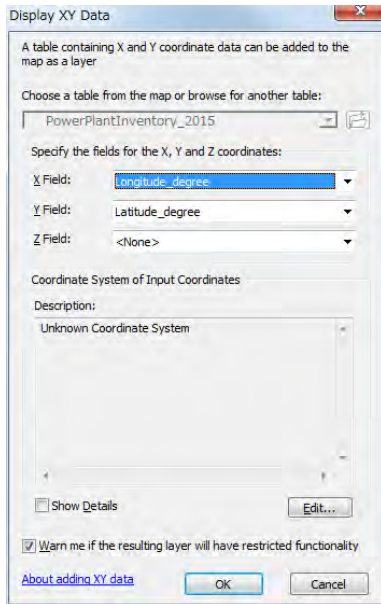 Display XY Data
A table containing X and Y coordinate data can be added to the
map as a layer
Choose a table from the map or browse for another table:
PowerPlantInventory_2015
Specify the fields for the X, Y and Z coordinates:
X Field: Longitude_degree
Y Field: Latitude_degree
Z Field: <None>
Coordinate System of Input Coordinates
Description:
Unknown Coordinate System
Show Details Edit...
Warn me if the resulting layer will have restricted functionality
About adding XY data OK Cancel